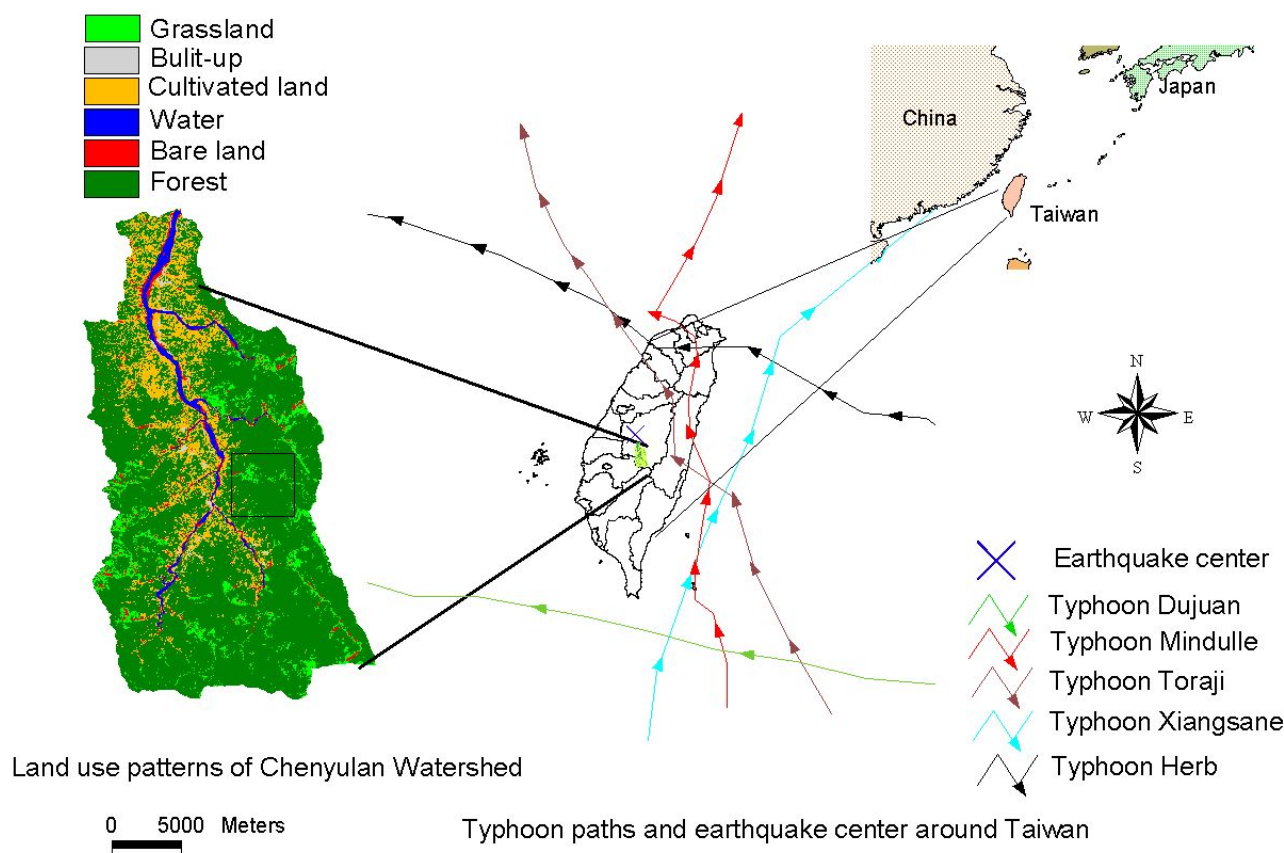 Grassland
Bulit-up
Cultivated land
Water
Bare land
Forest
China
Japan
Taiwan
N
W
E
S
Earthquake center
Typhoon Dujuan
Typhoon Mindulle
Typhoon Toraji
Typhoon Xiangsane
Typhoon Herb
Land use patterns of Chenyulan Watershed
0 5000 Meters
Typhoon paths and earthquake center around Taiwan